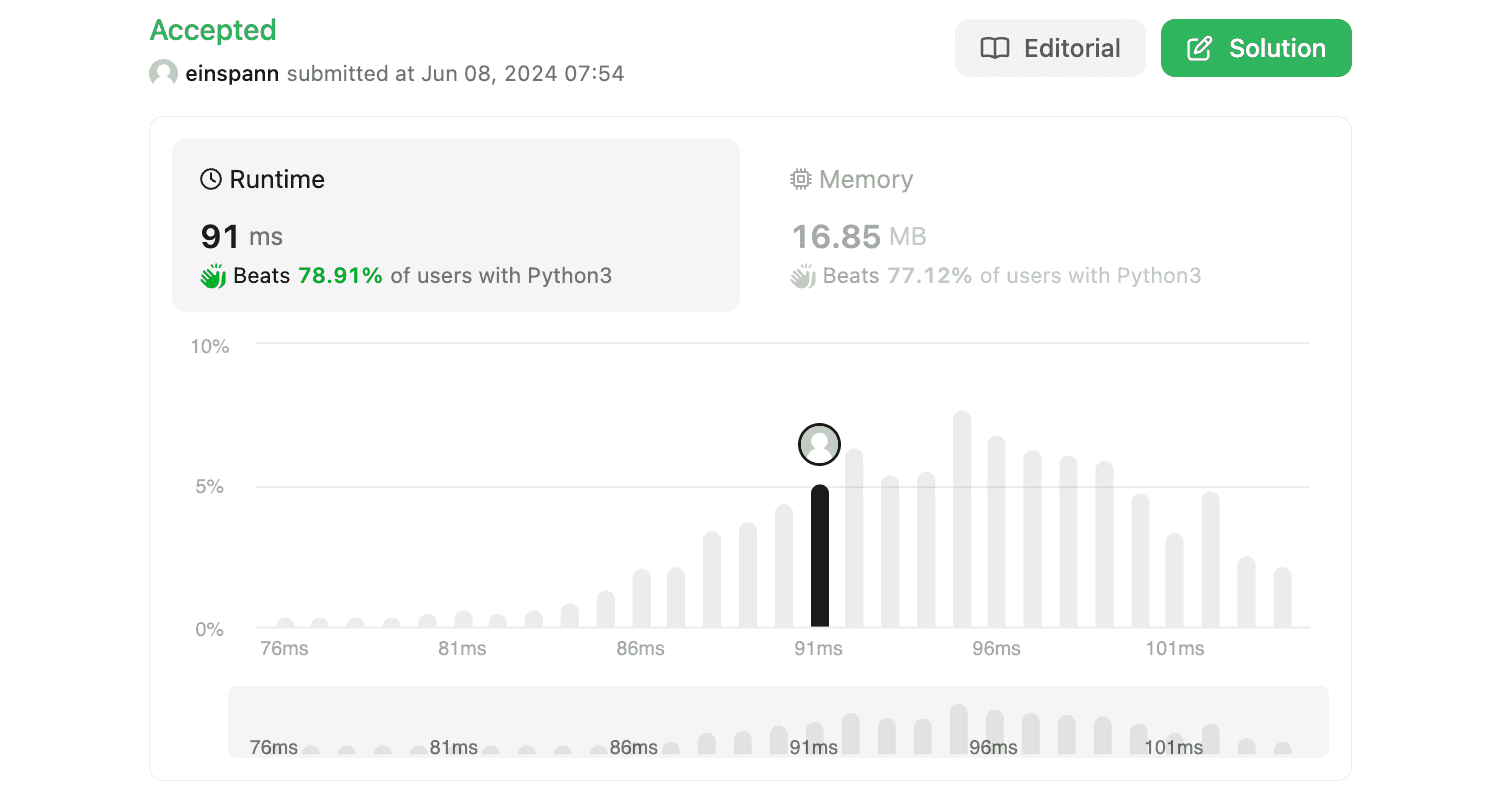 Accepted
einspann submitted at Jun 08, 2024 07:54
Editorial
Solution
Runtime
91 ms
Beats 78.91% of users with Python3
Memory
16.85 MB
Beats 77.12% of users with Python3
10%
5%
0%
76ms 81ms 86ms 91ms 96ms 101ms
76ms 81ms 86ms 91ms 96ms 101ms